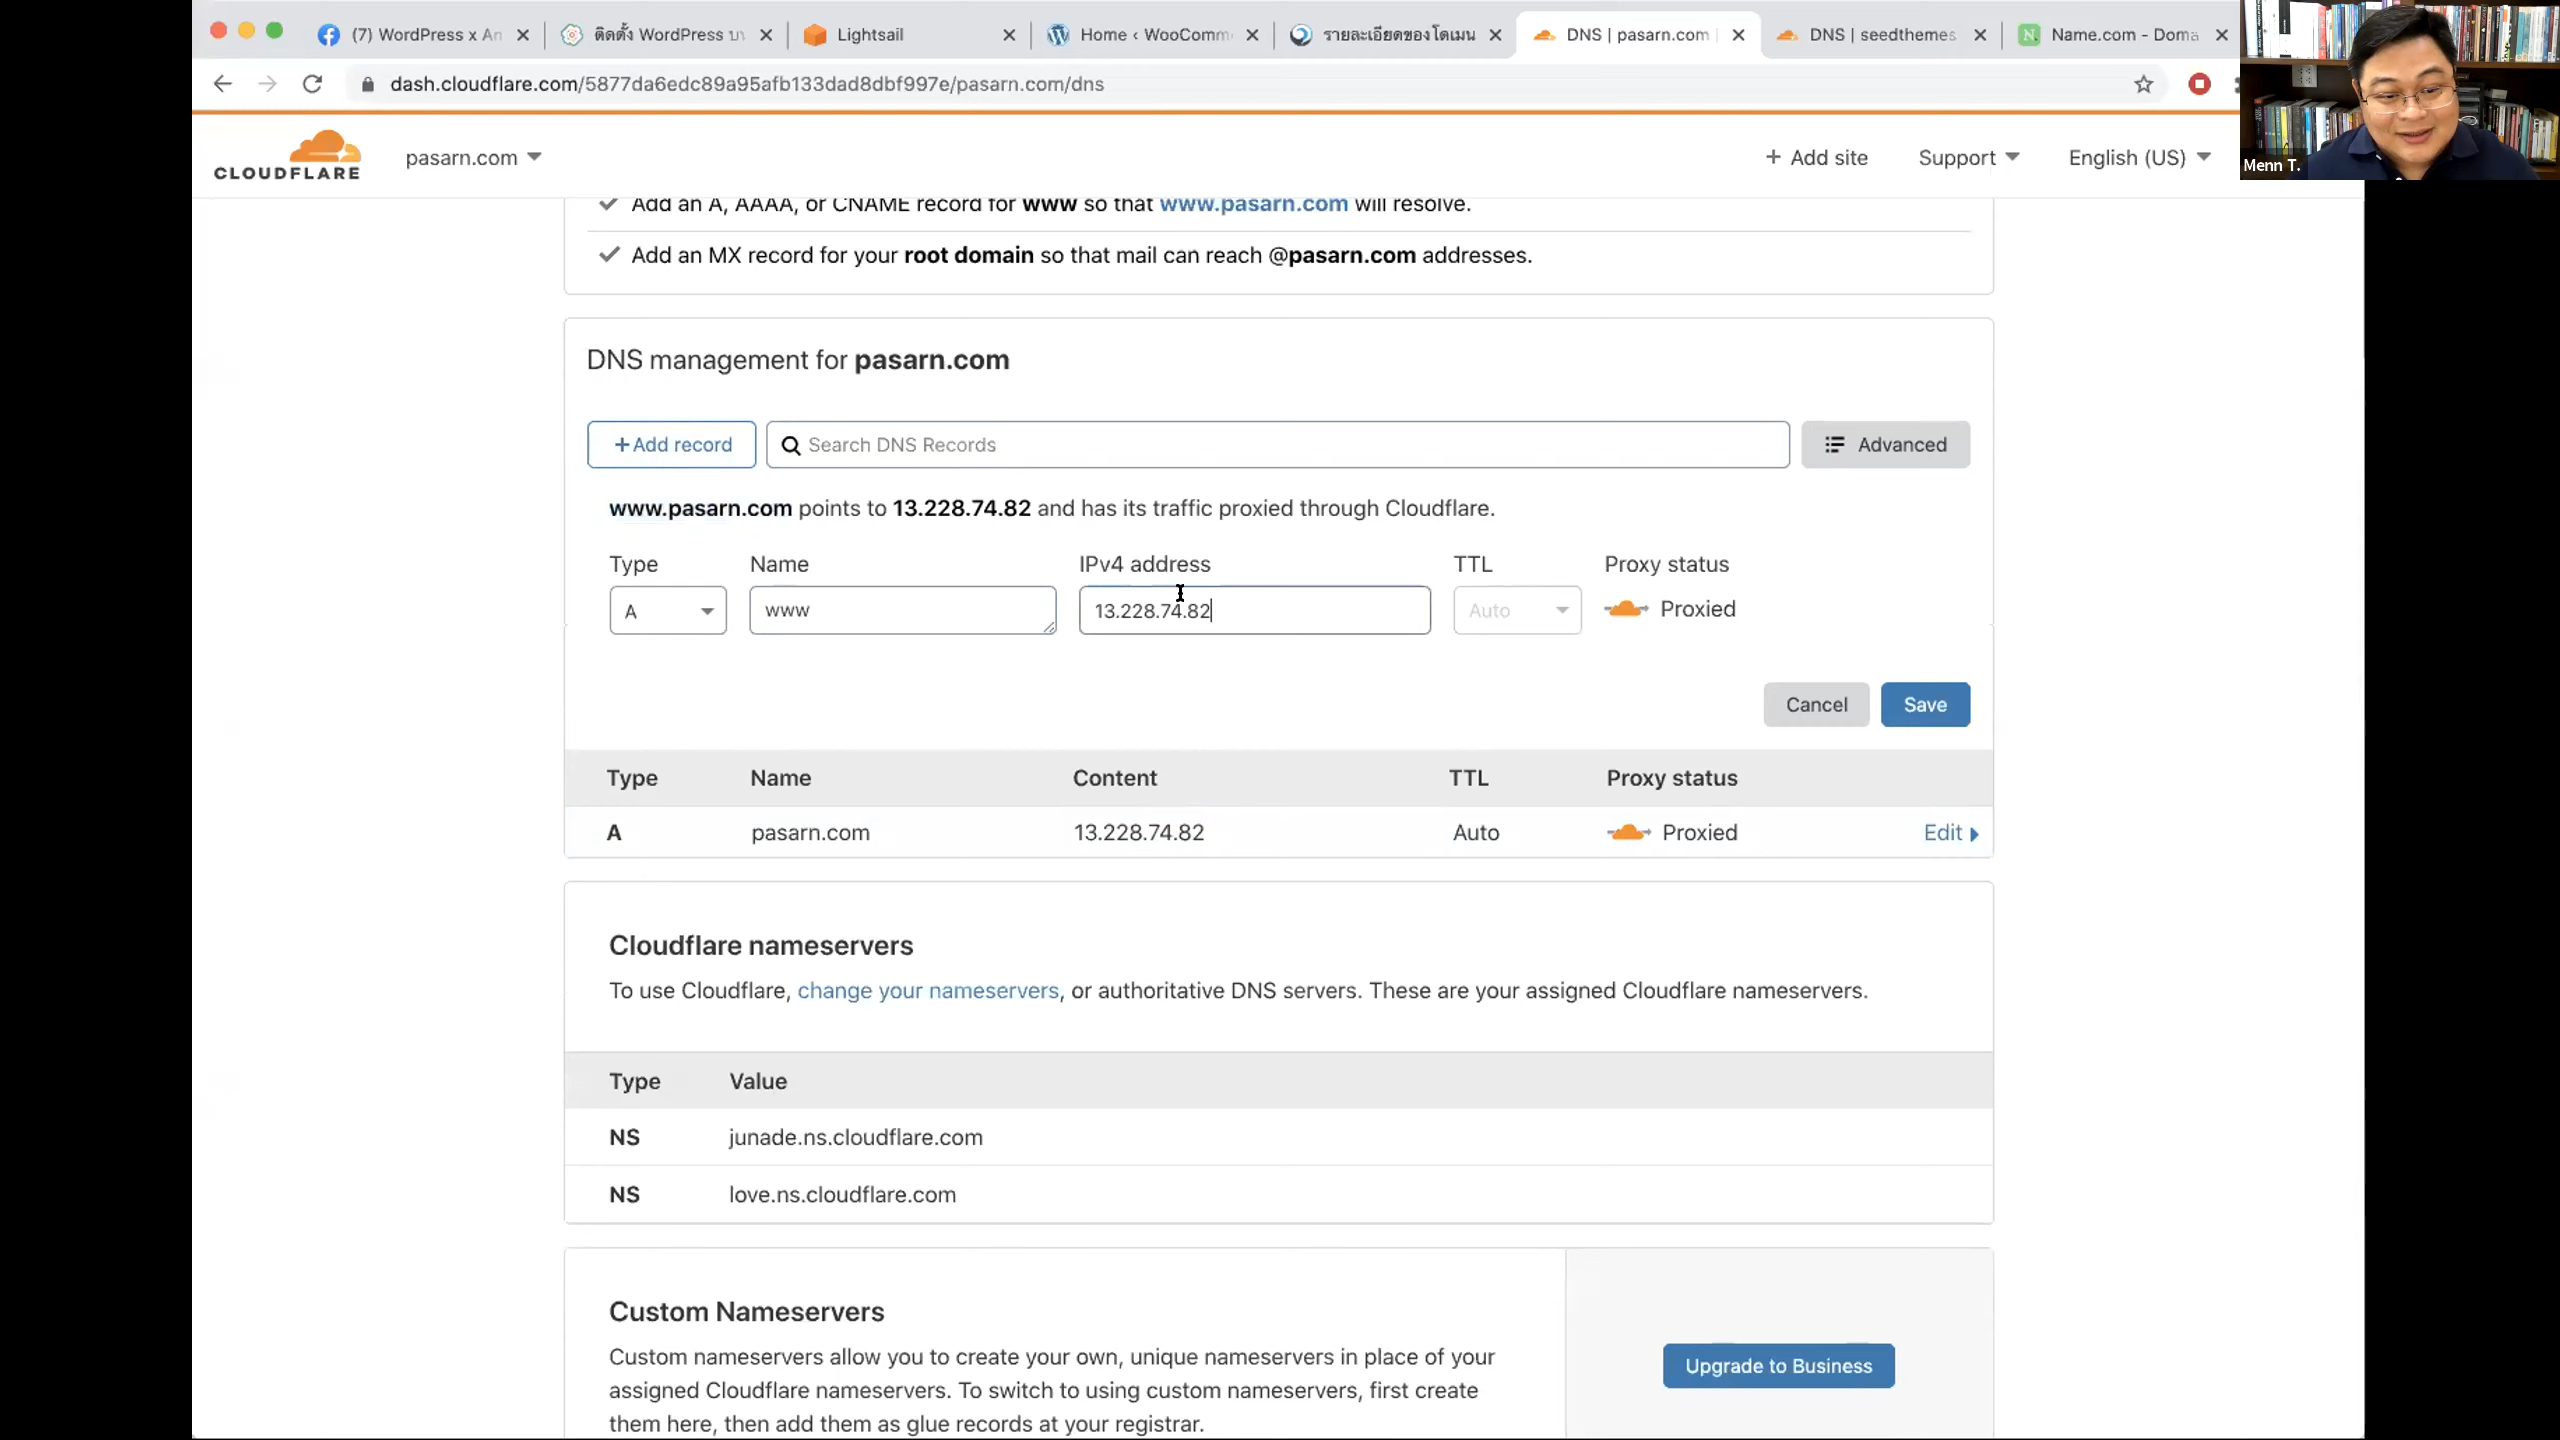 (7) WordPress x An
ติดตั้ง WordPress บน
Lightsail
Home ‹ WooComm
รายละเอียดของโดเมน
DNS | pasarn.com |
DNS | seedthemes
Name.com - Doma
dash.cloudflare.com/5877da6edc89a95afb133dad8dbf997e/pasarn.com/dns
Menn T.
CLOUDFLARE
pasarn.com
+ Add site
Support
English (US)
Add an A, AAAA, or CNAME record for www so that www.pasarn.com will resolve.
Add an MX record for your root domain so that mail can reach @pasarn.com addresses.
DNS management for pasarn.com
+Add record
Search DNS Records
Advanced
www.pasarn.com points to 13.228.74.82 and has its traffic proxied through Cloudflare.
Type Name IPv4 address TTL Proxy status
A www 13.228.74.82 Auto Proxied
Cancel Save
Type Name Content TTL Proxy status
A pasarn.com 13.228.74.82 Auto Proxied Edit
Cloudflare nameservers
To use Cloudflare, change your nameservers, or authoritative DNS servers. These are your assigned Cloudflare nameservers.
Type Value
NS junade.ns.cloudflare.com
NS love.ns.cloudflare.com
Custom Nameservers
Custom nameservers allow you to create your own, unique nameservers in place of your
assigned Cloudflare nameservers. To switch to using custom nameservers, first create
them here, then add them as glue records at your registrar.
Upgrade to Business